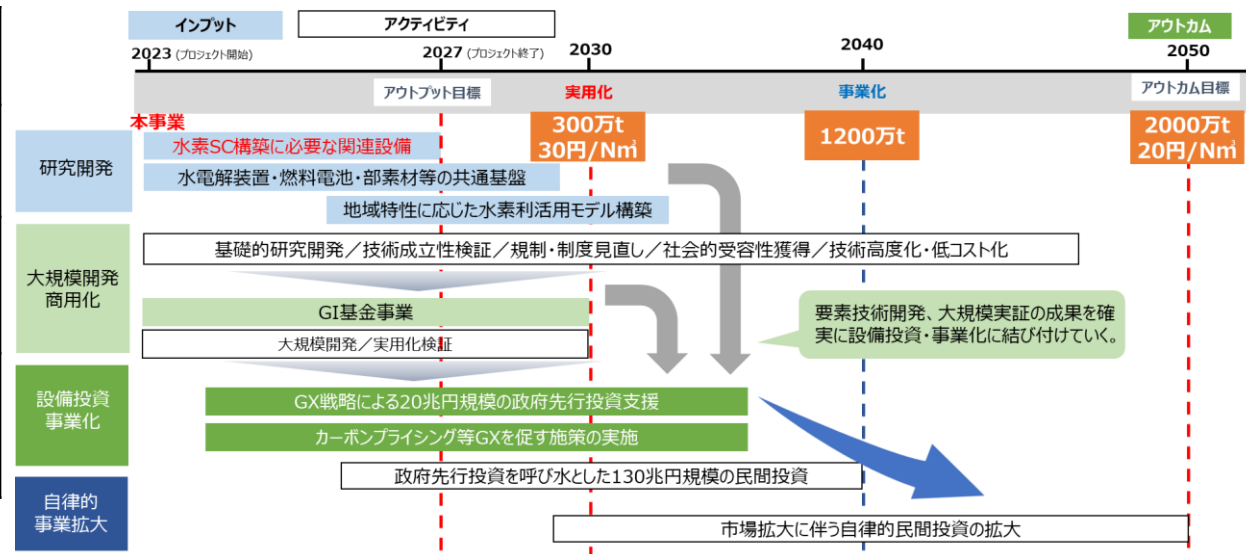 インプット
アクティビティ
アウトカム
2023 (プロジェクト開始)
2027 (プロジェクト終了)
2030
2040
2050
アウトプット目標
実用化
事業化
アウトカム目標
本事業
300万t
30円/N㎥
1200万t
2000万t
20円/N㎥
研究開発
水素SC構築に必要な関連設備
水電解装置・燃料電池・部素材等の共通基盤
地域特性に応じた水素利活用モデル構築
大規模開発
商用化
基礎的研究開発／技術成立性検証／規制・制度見直し／社会的受容性獲得／技術高度化・低コスト化
GI基金事業
大規模開発／実用化検証
要素技術開発、大規模実証の成果を確
実に設備投資・事業化に結び付けていく。
設備投資
事業化
GX戦略による20兆円規模の政府先行投資支援
カーボンプライシング等GXを促す施策の実施
政府先行投資を呼び水とした130兆円規模の民間投資
自律的
事業拡大
市場拡大に伴う自律的民間投資の拡大